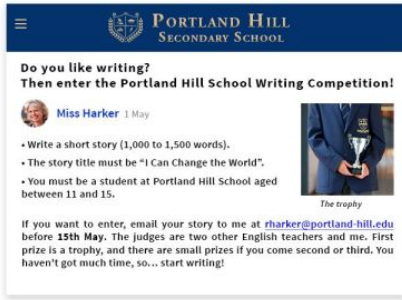 PORTLAND HILL
SECONDARY SCHOOL
Do you like writing?
Then enter the Portland Hill School Writing Competition!
Miss Harker 1 May
• Write a short story (1,000 to 1,500 words).
• The story title must be “I Can Change the World”.
• You must be a student at Portland Hill School aged
between 11 and 15.
The trophy
If you want to enter, email your story to me at rharker@portland-hill.edu
before 15th May. The judges are two other English teachers and me. First
prize is a trophy, and there are small prizes if you come second or third. You
haven't got much time, so... start writing!